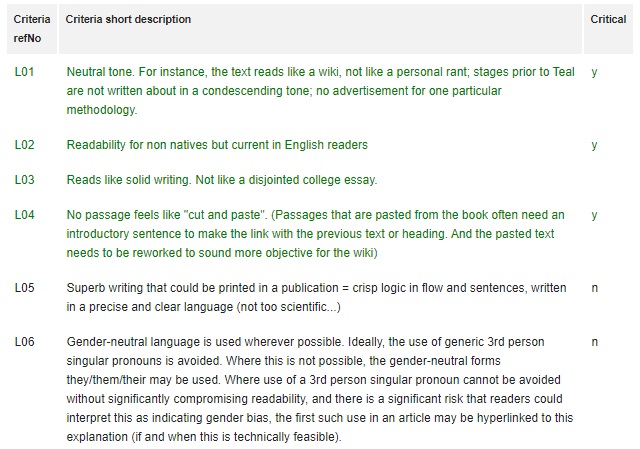 Criteria Criteria short description Critical
refNo
L01 Neutral tone. For instance, the text reads like a wiki, not like a personal rant; stages prior to Teal y
are not written about in a condescending tone; no advertisement for one particular
methodology.
L02 Readability for non natives but current in English readers y
L03 Reads like solid writing. Not like a disjointed college essay.
L04 No passage feels like "cut and paste". (Passages that are pasted from the book often need an y
introductory sentence to make the link with the previous text or heading. And the pasted text
needs to be reworked to sound more objective for the wiki)
L05 Superb writing that could be printed in a publication = crisp logic in flow and sentences, written n
in a precise and clear language (not too scientific...)
L06 Gender-neutral language is used wherever possible. Ideally, the use of generic 3rd person n
singular pronouns is avoided. Where this is not possible, the gender-neutral forms
they/them/their may be used. Where use of a 3rd person singular pronoun cannot be avoided
without significantly compromising readability, and there is a significant risk that readers could
interpret this as indicating gender bias, the first such use in an article may be hyperlinked to this
explanation (if and when this is technically feasible).